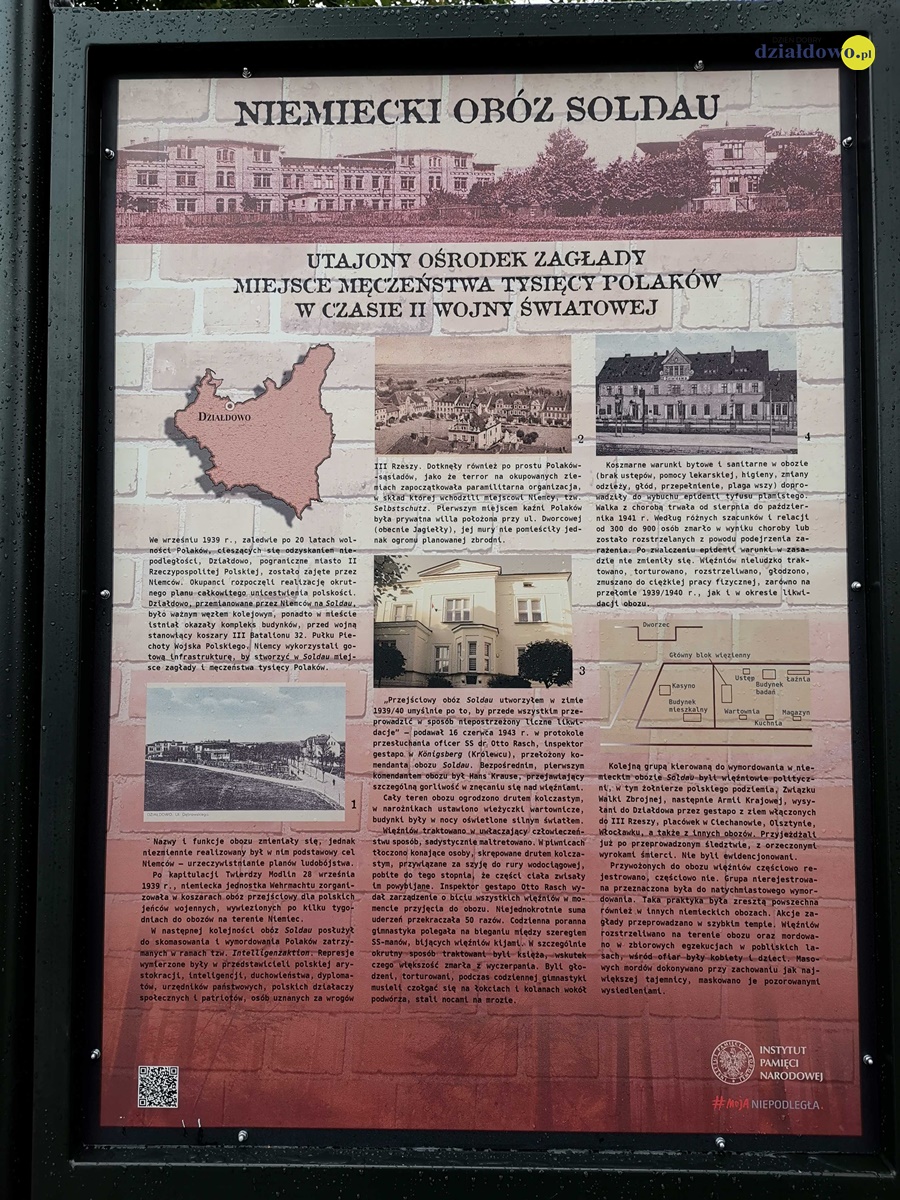 działdowo.pl
NIEMIECKI OBÓZ SOLDAU
UTAJONY OŚRODEK ZAGŁADY
MIEJSCE MĘCZEŃSTWA TYSIĘCY POLAKÓW
W CZASIE II WOJNY ŚWIATOWEJ
DZIAŁDOWO
We wrześniu 1939 r., zaledwie po 20 latach wol-
ności Polaków, cieszących się odzyskaniem nie-
podległości, Działdowo, pograniczne miasto II
Rzeczypospolitej Polskiej, zostało zajęte przez
Niemców. Okupanci rozpoczęli realizację okrut-
nego planu całkowitego unicestwienia polskości.
Działdowo, przemianowane przez Niemców na Soldau,
było ważnym węzłem kolejowym, ponadto w mieście
istniał okazały kompleks budynków, przed wojną
stanowiący koszary III Batalionu 32. Pułku Pie-
choty Wojska Polskiego. Niemcy wykorzystali go-
tową infrastrukturę, by stworzyć w Soldau miej-
sce zagłady i męczeństwa tysięcy Polaków.
1
Nazwy i funkcje obozu zmieniały się, jednak
niezmiennie realizowany był w nim podstawowy cel
Niemców – urzeczywistnianie planów ludobójstwa.
Po kapitulacji Twierdzy Modlin 28 września
1939 r., niemiecka jednostka Wehrmachtu zorgani-
zowała w koszarach obóz przejściowy dla polskich
jeńców wojennych, wywiezionych po kilku tygo-
dniach do obozów na terenie Niemiec.
W następnej kolejności obóz Soldau posłużył
do skomasowania i wymordowania Polaków zatrzy-
manych w ramach tzw. Intelligenzaktion. Represje
wymierzone były w przedstawicieli polskiej ary-
stokracji, inteligencji, duchowieństwa, dyploma-
tów, urzędników państwowych, polskich działaczy
społecznych i patriotów, osób uznanych za wrogów
2
III Rzeszy. Dotknęły również po prostu Polaków-
-sąsiadów, jako że terror na okupowanych zie-
miach zapoczątkowała paramilitarna organizacja,
w skład której wchodzili miejscowi Niemcy, tzw.
Selbstschutz. Pierwszym miejscem kaźni Polaków
była prywatna willa położona przy ul. Dworcowej
(obecnie Jagiełły), jej mury nie pomieściły jed-
nak ogromu planowanej zbrodni.
3
„Przejściowy obóz Soldau utworzyłem w zimie
1939/40 umyślnie po to, by przede wszystkim prze-
prowadzić w sposób niepostrzeżony liczne likwi-
dacje" – podawał 16 czerwca 1943 r. w protokole
przesłuchania oficer SS dr Otto Rasch, inspektor
gestapo w Königsberg (Królewcu), przełożony ko-
mendanta obozu Soldau. Bezpośrednim, pierwszym
komendantem obozu był Hans Krause, przejawiający
szczególną gorliwość w znęcaniu się nad więźniami.
Cały teren obozu ogrodzono drutem kolczastym,
w narożnikach ustawiono wieżyczki wartownicze,
budynki były w nocy oświetlone silnym światłem.
Więźniów traktowano w uwłaczający człowieczeń-
stwu sposób, sadystycznie maltretowano. W piwnicach
tłoczono konające osoby, skrępowane drutem kolcza-
stym, przywiązane za szyję do rury wodociągowej,
pobite do tego stopnia, że części ciała zwisały
im powybijane. Inspektor gestapo Otto Rasch wy-
dał zarządzenie o biciu wszystkich więźniów w mo-
mencie przyjęcia do obozu. Niejednokrotnie suma
uderzeń przekraczała 50 razów. Codzienna poranna
gimnastyka polegała na bieganiu między szeregiem
SS-manów, bijących więźniów kijami. W szczególnie
okrutny sposób traktowani byli księża, wskutek
czego większość zmarła z wyczerpania. Byli gło-
dzeni, torturowani, podczas codziennej gimnastyki
musieli czołgać się na łokciach i kolanach wokół
podwórza, stali nocami na mrozie.
4
Koszmarne warunki bytowe i sanitarne w obozie
(brak ustępów, pomocy lekarskiej, higieny, zmiany
odzieży, głód, przepełnienie, plaga wszy) dopro-
wadziły do wybuchu epidemii tyfusu plamistego.
Walka z chorobą trwała od sierpnia do paździer-
nika 1941 r. Według różnych szacunków i relacji
od 300 do 900 osób zmarło w wyniku choroby lub
zostało rozstrzelanych z powodu podejrzenia za-
rażenia. Po zwalczeniu epidemii warunki w zasa-
dzie nie zmieniły się. Więźniów nieludzko trak-
towano, torturowano, rozstrzeliwano, głodzono,
zmuszano do ciężkiej pracy fizycznej, zarówno na
przełomie 1939/1940 r., jak i w okresie likwi-
dacji obozu.
Dworzec
Główny blok więzienny
Ustęp
Łaźnia
Kasyno
Budynek
badań
Budynek
mieszkalny
Wartownia
Magazyn
Kuchnia
Kolejną grupą kierowaną do wymordowania w nie-
mieckim obozie Soldau byli więźniowie polityczn-
ni, w tym żołnierze polskiego podziemia, Związku
Walki Zbrojnej, następnie Armii Krajowej, wysy-
łani do Działdowa przez gestapo z ziem włączonych
do III Rzeszy, placówek w Ciechanowie, Olsztynie,
Włocławku, a także z innych obozów. Przyjeżdżali
już po przeprowadzonym śledztwie, z orzeczonymi
wyrokami śmierci. Nie byli ewidencjonowani.
Przywożonych do obozu więźniów częściowo re-
jestrowano, częściowo nie. Grupa nierejestrowa-
na przeznaczona była do natychmiastowego wymor-
dowania. Taka praktyka była zresztą powszechna
również w innych niemieckich obozach. Akcje za-
głady przeprowadzano w szybkim tempie. Więźniów
rozstrzeliwano na terenie obozu oraz mordowa-
no w zbiorowych egzekucjach w pobliskich la-
sach, wśród ofiar były kobiety i dzieci. Maso-
wych mordów dokonywano przy zachowaniu jak naj-
większej tajemnicy, maskowano je pozorowanymi
wysiedleniami.
INSTYTUT
PAMIĘCI
NARODOWEJ
#MOJA NIEPODLEGŁA